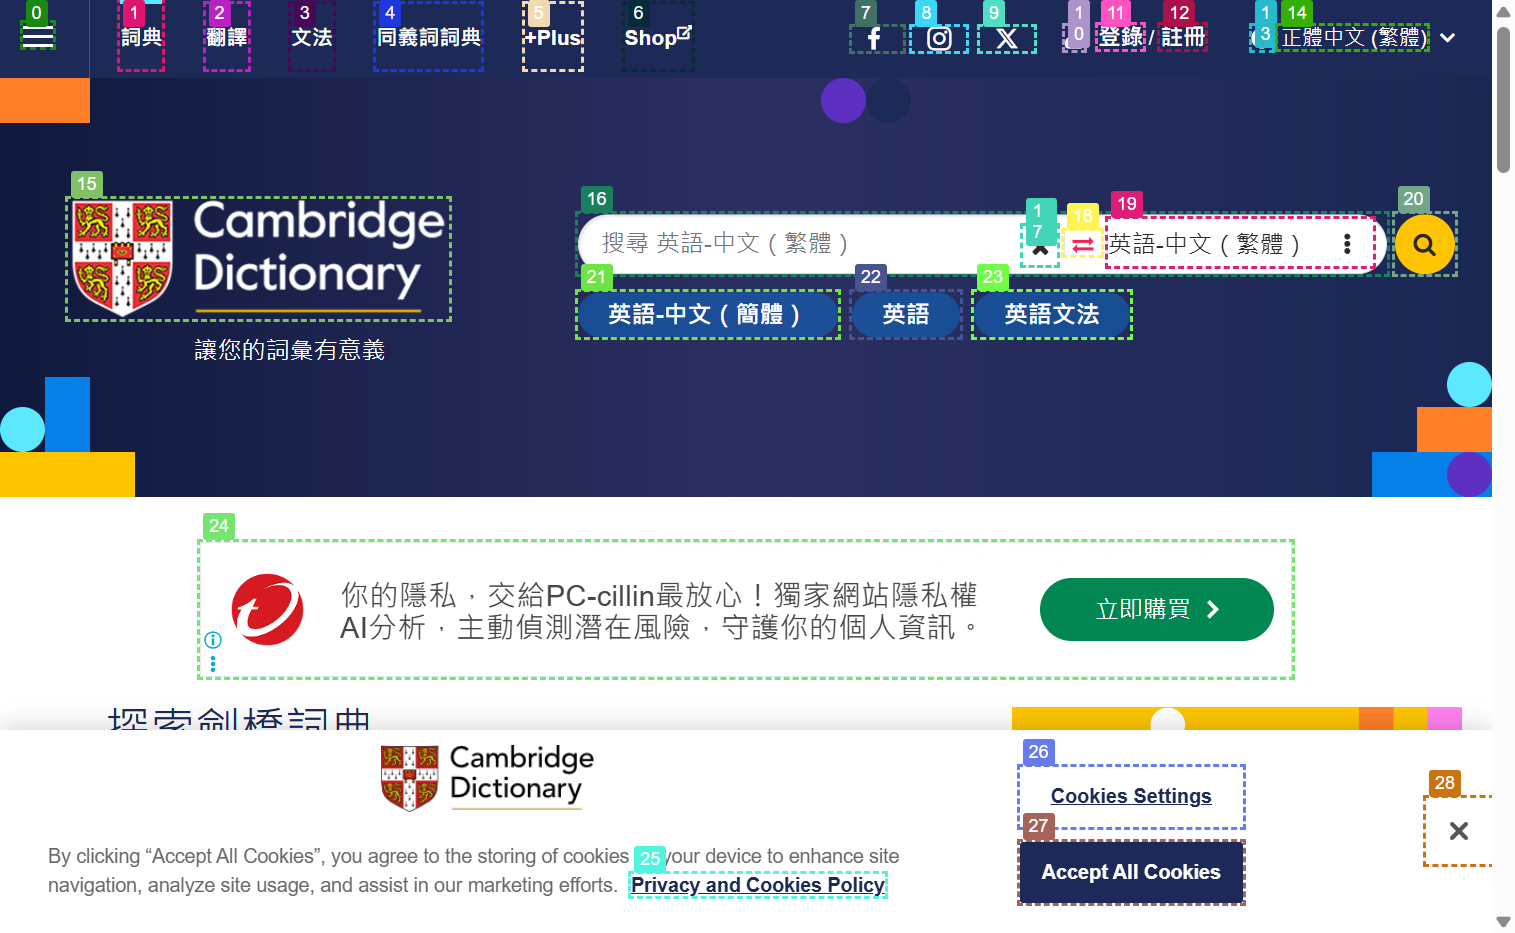 0
1
2
3
4
5
6
7
8
9
10
11
12
13
14
詞典
翻譯
文法
同義詞詞典
+Plus
Shop
登錄 / 註冊
正體中文 (繁體)
15
16
17
18
19
20
Cambridge
Dictionary
讓您的詞彙有意義
搜尋 英語-中文（繁體）
英語-中文（繁體）
21
22
23
英語-中文（簡體）
英語
英語文法
24
你的隱私，交給PC-cillin最放心！獨家網站隱私權
AI分析，主動偵測潛在風險，守護你的個人資訊。
立即購買
探索劍橋詞典
Cambridge
Dictionary
26
Cookies Settings
27
Accept All Cookies
28
By clicking “Accept All Cookies”, you agree to the storing of cookies 25 your device to enhance site
navigation, analyze site usage, and assist in our marketing efforts. Privacy and Cookies Policy